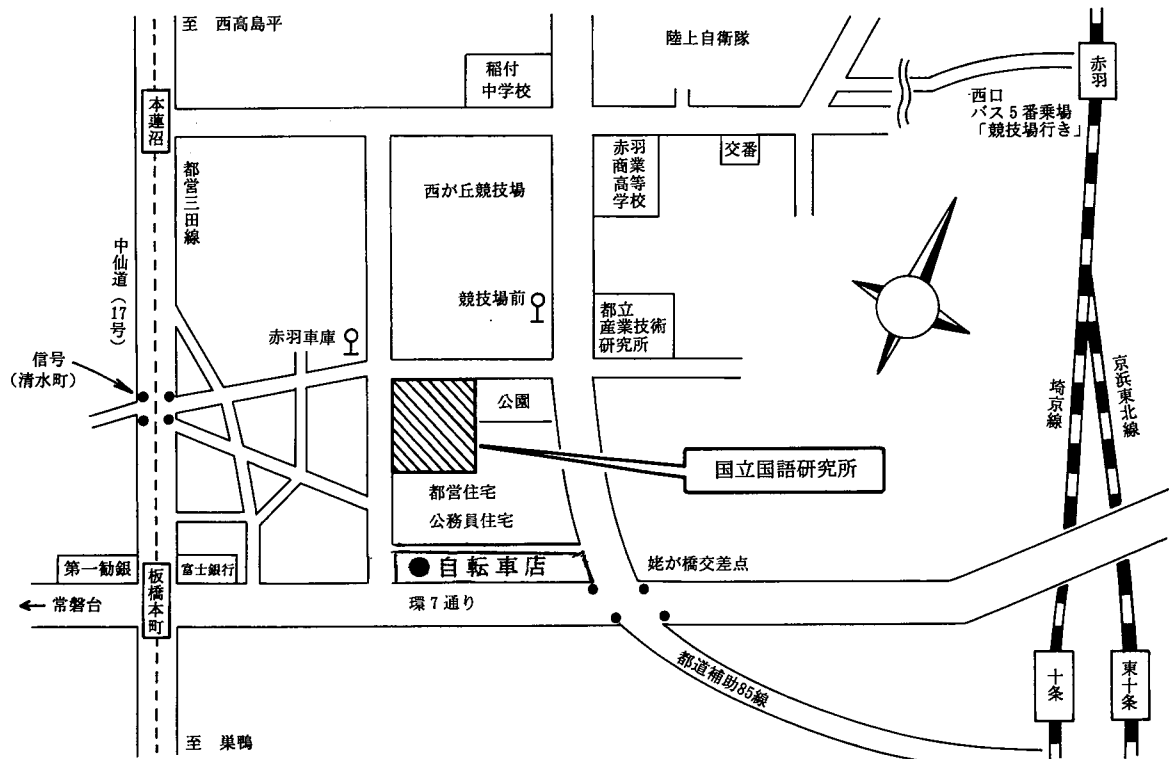 至 西高島平
陸上自衛隊
稲付
中学校
赤羽
西口
バス5番乗場
「競技場行き」
本蓮沼
都営三田線
西が丘競技場
赤羽
商業
高等
学校
交番
中仙道(17号)
競技場前
都立
産業技術
研究所
赤羽車庫
信号
(清水町)
公園
埼京線
京浜東北線
国立国語研究所
都営住宅
公務員住宅
第一勧銀
富士銀行
板橋本町
●自転車店
姥が橋交差点
← 常磐台
環7通り
都道補助85線
十条
東十条
至 巣鴨